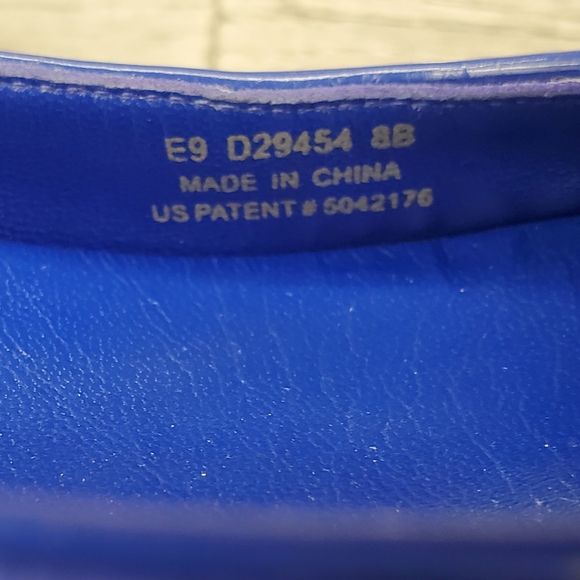 E9 D29454 8B
MADE IN CHINA
US PATENT # 5042176